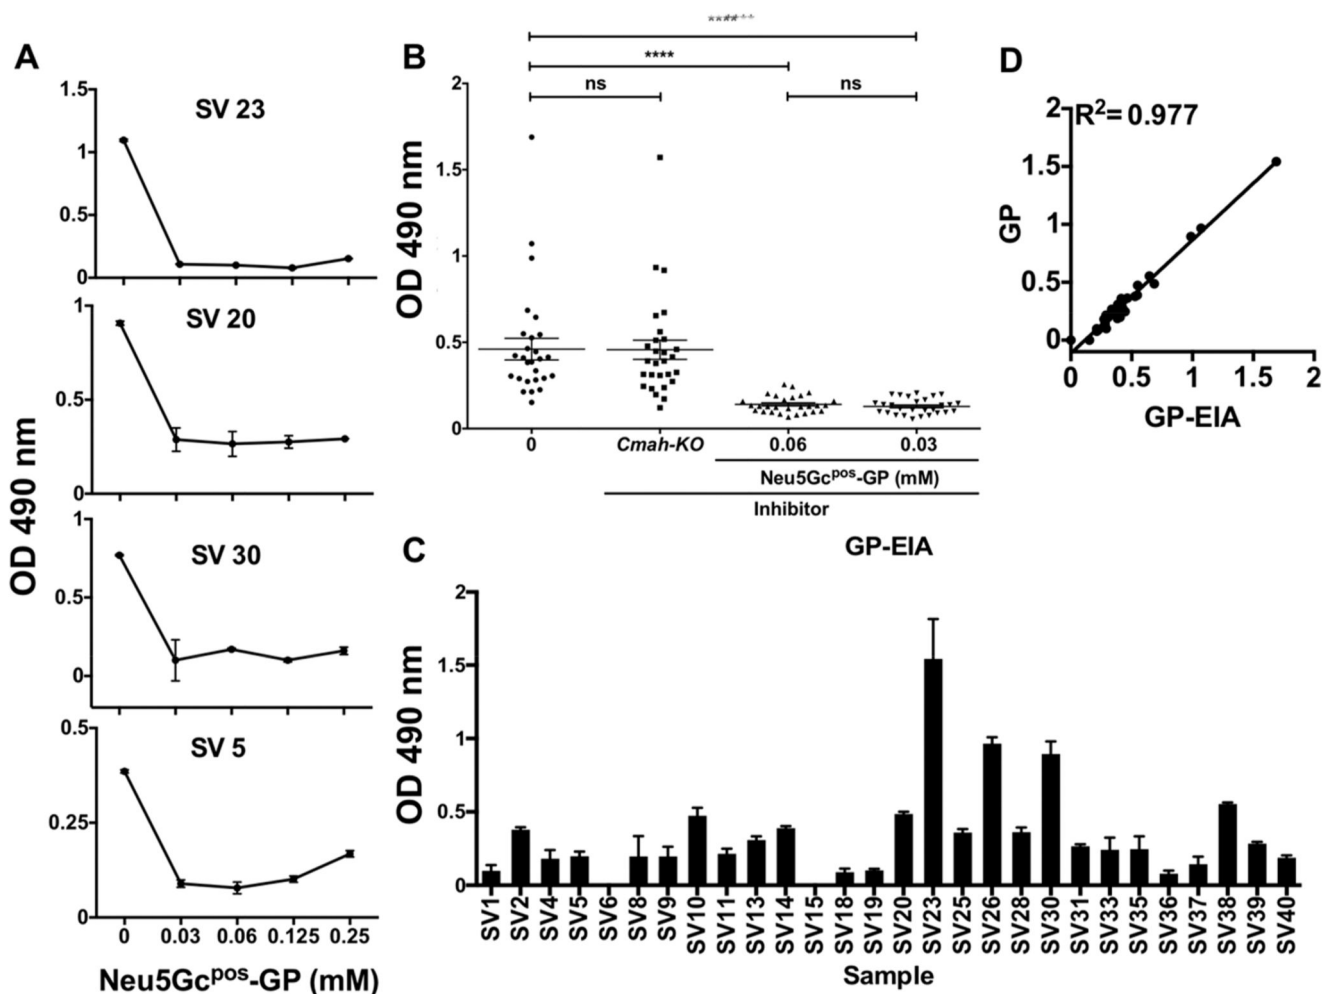 A
SV 23
1.5
1
0.5
0
SV 20
1
0.5
0
SV 30
1
0.5
0
SV 5
0.5
0.25
0
0 0.03 0.06 0.125 0.25
Neu5Gcpos-GP (mM)
OD 490 nm
B
****
ns ns
2
1.5
1
0.5
0
OD 490 nm
0 Cmah-KO 0.06 0.03
Neu5Gcpos-GP (mM)
Inhibitor
D
R2= 0.977
2
1.5
1
0.5
0
GP
0 0.5 1 1.5 2
GP-EIA
C
GP-EIA
2
1.5
1
0.5
0
OD 490 nm
SV1 SV2 SV4 SV5 SV6 SV8 SV9 SV10 SV11 SV13 SV14 SV15 SV18 SV19 SV20 SV23 SV25 SV26 SV28 SV30 SV31 SV33 SV35 SV36 SV37 SV38 SV39 SV40
Sample